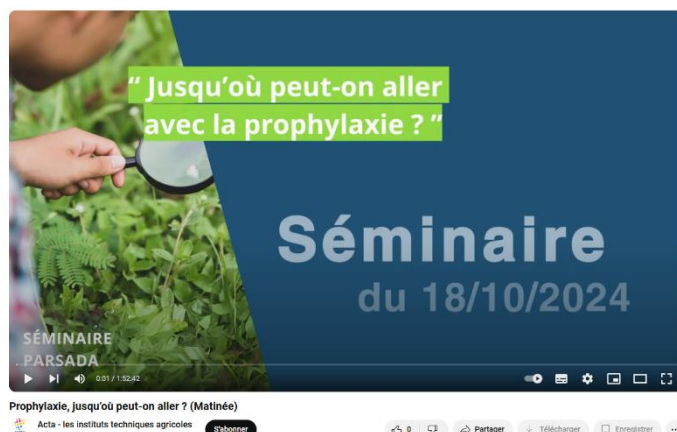 “ Jusqu’où peut-on aller
avec la prophylaxie ? ”
Séminaire
du 18/10/2024
SÉMINAIRE
PARSADA
0:01 / 1:52:42
Prophylaxie, jusqu'où peut-on aller ? (Matinée)
Acta - les instituts techniques agricoles
S'abonner
0
Partager
Télécharger
Enregistrer